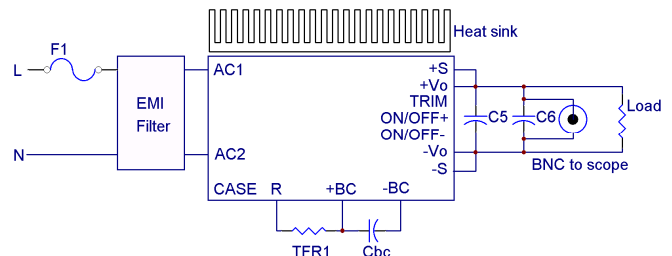 Heat sink
F1
L
EMI
Filter
N
AC1
AC2
CASE
R
+BC
-BC
+S
+Vo
TRIM
ON/OFF+
ON/OFF-
-Vo
-S
C5
C6
Load
BNC to scope
TFR1
Cbc